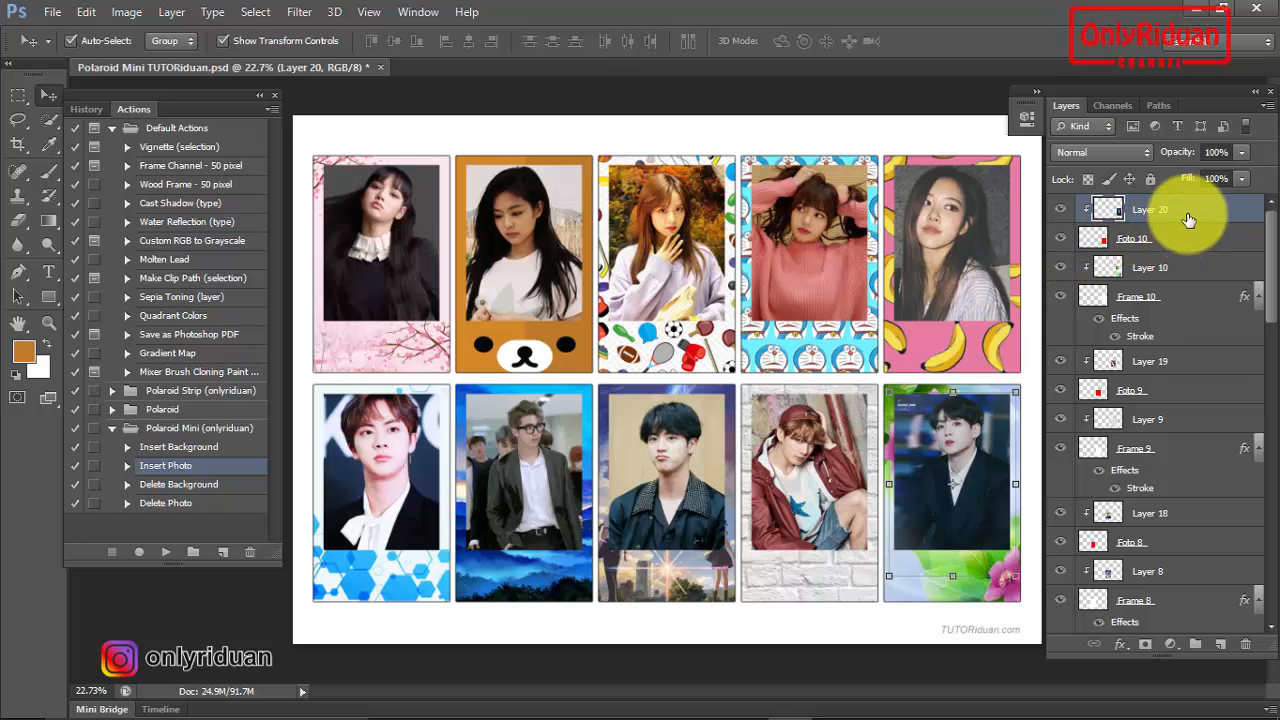 Ps File Edit Image Layer Type Select Filter 3D View Window Help
OnlyRiduan
CHANNEL
Auto-Select: Group Show Transform Controls 3D Mode:
Polaroid Mini TUTORiduan.psd @ 22.7% (Layer 20, RGB/8) *
History Actions
Default Actions
Vignette (selection)
Frame Channel - 50 pixel
Wood Frame - 50 pixel
Cast Shadow (type)
Water Reflection (type)
Custom RGB to Grayscale
Molten Lead
Make Clip Path (selection)
Sepia Toning (layer)
Quadrant Colors
Save as Photoshop PDF
Gradient Map
Mixer Brush Cloning Paint ...
Polaroid Strip (onlyriduan)
Polaroid
Polaroid Mini (onlyriduan)
Insert Background
Insert Photo
Delete Background
Delete Photo
TUTORiduan.com
Layers Channels Paths
Kind
Normal Opacity: 100%
Lock: Fill: 100%
Layer 20
Foto 10
Layer 10
Frame 10 fx
Effects
Stroke
Layer 19
Foto 9
Layer 9
Frame 9 fx
Effects
Stroke
Layer 18
Foto 8
Layer 8
Frame 8 fx
Effects
fx
onlyriduan
22.73% Doc: 24.9M/91.7M
Mini Bridge Timeline